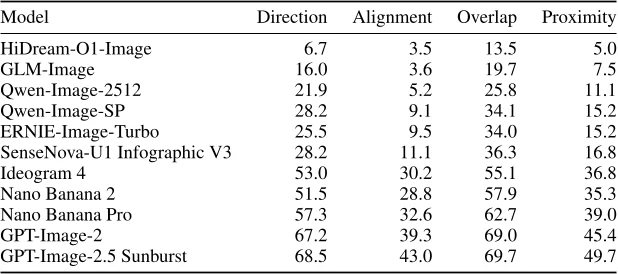 Model Direction Alignment Overlap Proximity
HiDream-O1-Image 6.7 3.5 13.5 5.0
GLM-Image 16.0 3.6 19.7 7.5
Qwen-Image-2512 21.9 5.2 25.8 11.1
Qwen-Image-SP 28.2 9.1 34.1 15.2
ERNIE-Image-Turbo 25.5 9.5 34.0 15.2
SenseNova-U1 Infographic V3 28.2 11.1 36.3 16.8
Ideogram 4 53.0 30.2 55.1 36.8
Nano Banana 2 51.5 28.8 57.9 35.3
Nano Banana Pro 57.3 32.6 62.7 39.0
GPT-Image-2 67.2 39.3 69.0 45.4
GPT-Image-2.5 Sunburst 68.5 43.0 69.7 49.7